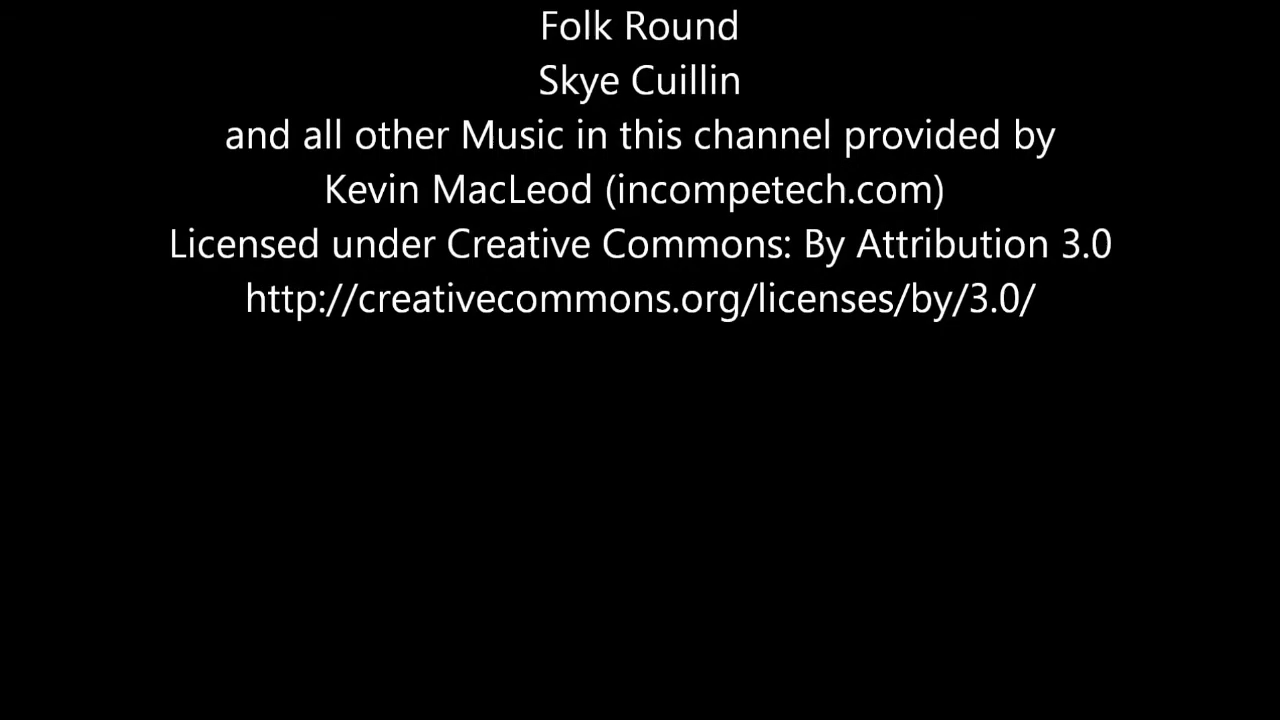 Folk Round
Skye Cuillin
and all other Music in this channel provided by
Kevin MacLeod (incompetech.com)
Licensed under Creative Commons: By Attribution 3.0
http://creativecommons.org/licenses/by/3.0/